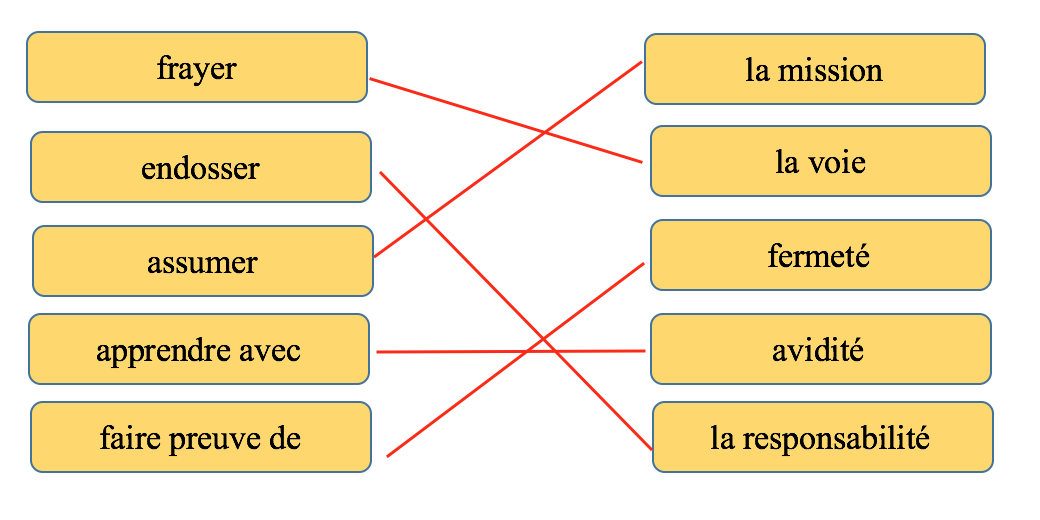 frayer
la mission
endosser
la voie
assumer
fermeté
apprendre avec
avidité
faire preuve de
la responsabilité